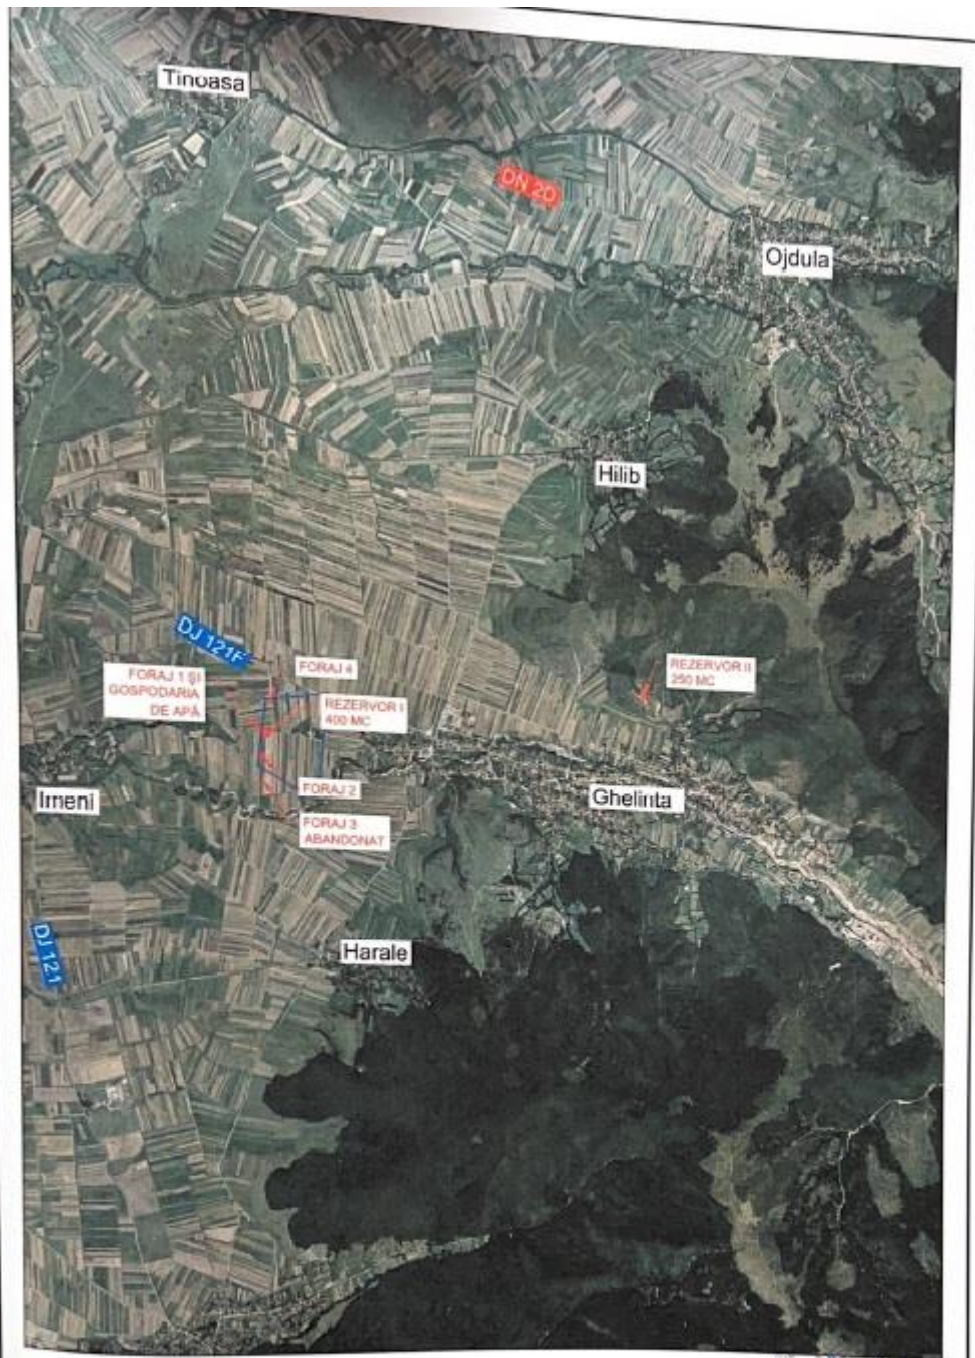 Tinoasa
DN 2D
Ojdula
Hilib
DJ 121F
FORAJ 1 ŞI
GOSPODARIA
DE APĂ
FORAJ 4
REZERVOR I
400 MC
REZERVOR II
250 MC
Imeni
FORAJ 2
Ghelinta
FORAJ 3
ABANDONAT
DJ 121
Harale